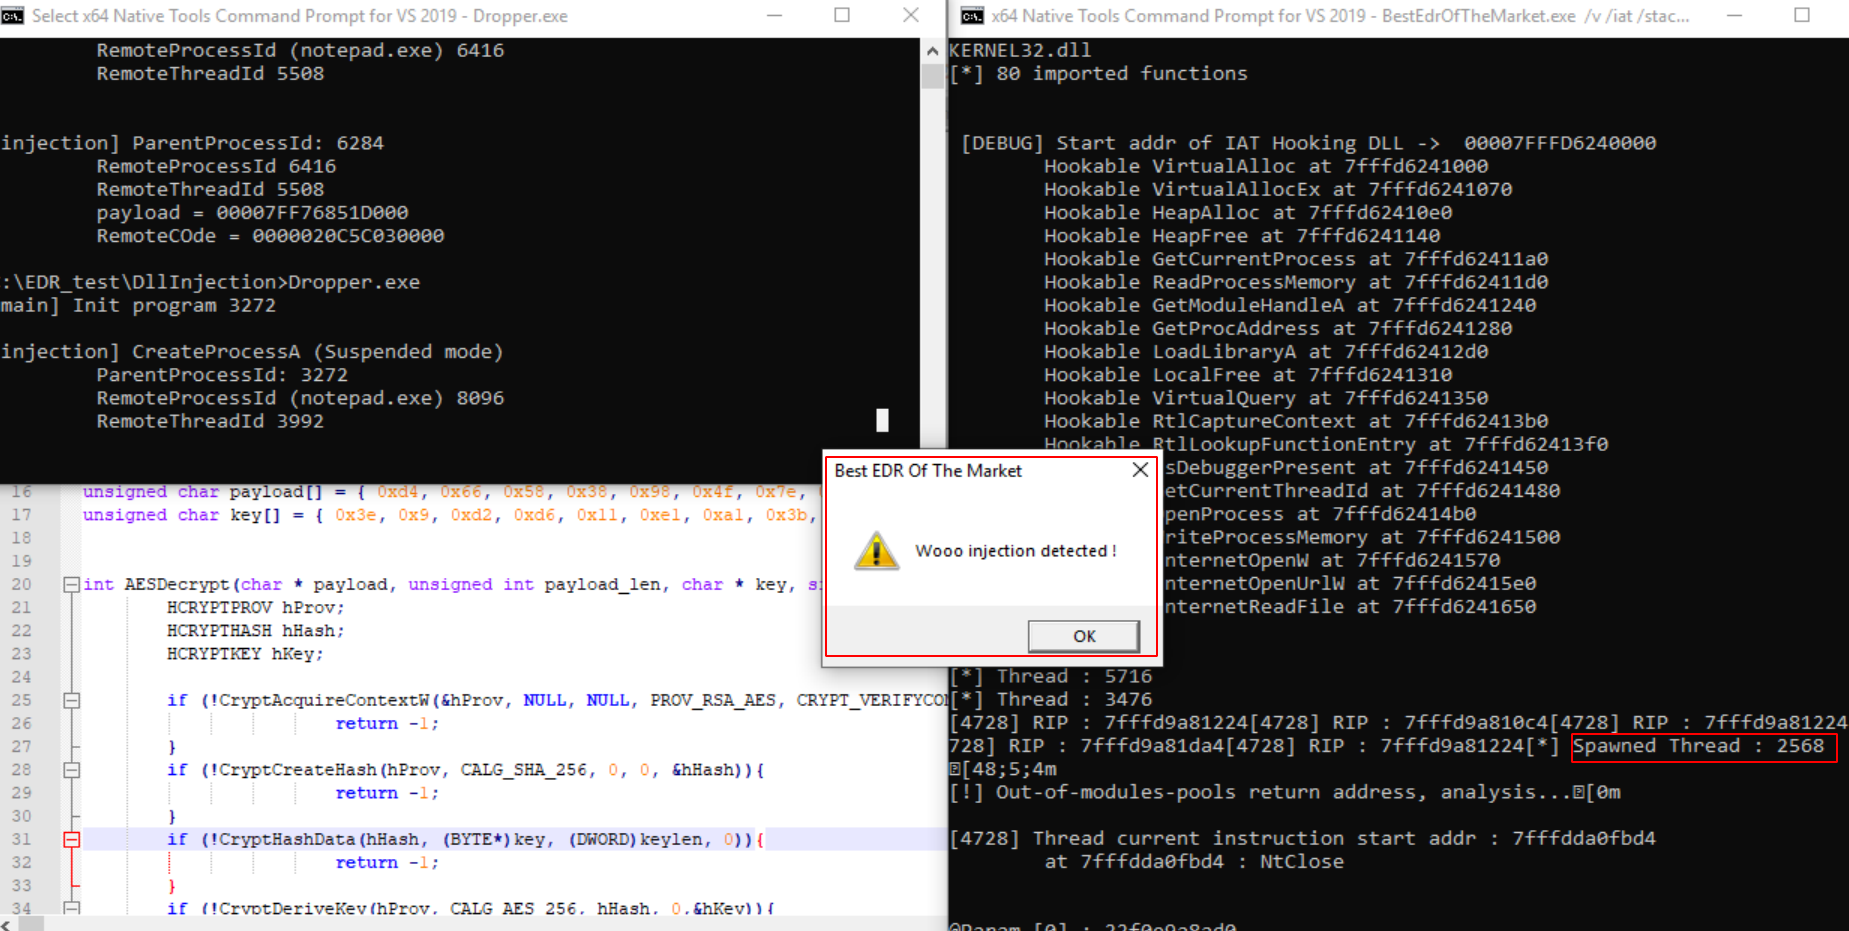 Select x64 Native Tools Command Prompt for VS 2019 - Dropper.exe
RemoteProcessId (notepad.exe) 6416
RemoteThreadId 5508
injection] ParentProcessId: 6284
RemoteProcessId 6416
RemoteThreadId 5508
payload = 00007FF76851D000
RemoteCOde = 0000020C5C030000
:\EDR_test\DllInjection>Dropper.exe
main] Init program 3272
injection] CreateProcessA (Suspended mode)
ParentProcessId: 3272
RemoteProcessId (notepad.exe) 8096
RemoteThreadId 3992
16 unsigned char payload[] = { 0xd4, 0x66, 0x58, 0x38, 0x98, 0x4f, 0x7e,
17 unsigned char key[] = { 0x3e, 0x9, 0xd2, 0xd6, 0x11, 0xe1, 0xa1, 0x3b,
18
19
20 int AESDecrypt(char * payload, unsigned int payload_len, char * key, si
21 HCRYPTPROV hProv;
22 HCRYPTHASH hHash;
23 HCRYPTKEY hKey;
24
25 if (!CryptAcquireContextW(&hProv, NULL, NULL, PROV_RSA_AES, CRYPT_VERIFYCO
26 return -1;
27 }
28 if (!CryptCreateHash(hProv, CALG_SHA_256, 0, 0, &hHash)){
29 return -1;
30 }
31 if (!CryptHashData(hHash, (BYTE*)key, (DWORD)keylen, 0)){
32 return -1;
33 }
34 if (!CryptDeriveKey(hProv, CALG_AES_256, hHash, 0,&hKey)){
Best EDR Of The Market
Wooo injection detected !
OK
x64 Native Tools Command Prompt for VS 2019 - BestEdrOfTheMarket.exe /v /iat /stac...
KERNEL32.dll
[*] 80 imported functions
[DEBUG] Start addr of IAT Hooking DLL -> 00007FFFD6240000
Hookable VirtualAlloc at 7fffd6241000
Hookable VirtualAllocEx at 7fffd6241070
Hookable HeapAlloc at 7fffd62410e0
Hookable HeapFree at 7fffd6241140
Hookable GetCurrentProcess at 7fffd62411a0
Hookable ReadProcessMemory at 7fffd62411d0
Hookable GetModuleHandleA at 7fffd6241240
Hookable GetProcAddress at 7fffd6241280
Hookable LoadLibraryA at 7fffd62412d0
Hookable LocalFree at 7fffd6241310
Hookable VirtualQuery at 7fffd6241350
Hookable RtlCaptureContext at 7fffd62413b0
Hookable RtlLookupFunctionEntry at 7fffd62413f0
sDebuggerPresent at 7fffd6241450
etCurrentThreadId at 7fffd6241480
penProcess at 7fffd62414b0
riteProcessMemory at 7fffd6241500
nternetOpenW at 7fffd6241570
nternetOpenUrlW at 7fffd62415e0
nternetReadFile at 7fffd6241650
[*] Thread : 5716
[*] Thread : 3476
[4728] RIP : 7fffd9a81224[4728] RIP : 7fffd9a810c4[4728] RIP : 7fffd9a81224
728] RIP : 7fffd9a81da4[4728] RIP : 7fffd9a81224[*] Spawned Thread : 2568
[48;5;4m
[!] Out-of-modules-pools return address, analysis...[0m
[4728] Thread current instruction start addr : 7fffdda0fbd4
at 7fffdda0fbd4 : NtClose
@Param [0] : 22f0e9a8ad0